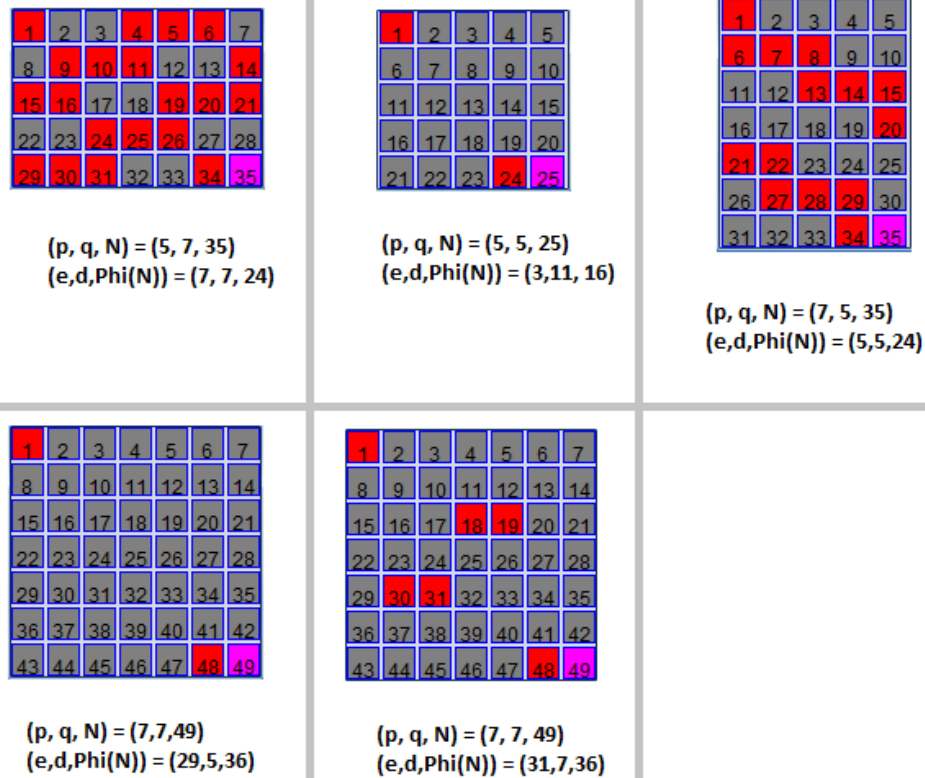 1 2 3 4 5 6 7
8 9 10 11 12 13 14
15 16 17 18 19 20 21
22 23 24 25 26 27 28
29 30 31 32 33 34 35
(p, q, N) = (5, 7, 35)
(e,d,Phi(N)) = (7, 7, 24)
1 2 3 4 5
6 7 8 9 10
11 12 13 14 15
16 17 18 19 20
21 22 23 24 25
(p, q, N) = (5, 5, 25)
(e,d,Phi(N)) = (3,11, 16)
1 2 3 4 5
6 7 8 9 10
11 12 13 14 15
16 17 18 19 20
21 22 23 24 25
26 27 28 29 30
31 32 33 34 35
(p, q, N) = (7, 5, 35)
(e,d,Phi(N)) = (5,5,24)
1 2 3 4 5 6 7
8 9 10 11 12 13 14
15 16 17 18 19 20 21
22 23 24 25 26 27 28
29 30 31 32 33 34 35
36 37 38 39 40 41 42
43 44 45 46 47 48 49
(p, q, N) = (7,7,49)
(e,d,Phi(N)) = (29,5,36)
1 2 3 4 5 6 7
8 9 10 11 12 13 14
15 16 17 18 19 20 21
22 23 24 25 26 27 28
29 30 31 32 33 34 35
36 37 38 39 40 41 42
43 44 45 46 47 48 49
(p, q, N) = (7, 7, 49)
(e,d,Phi(N)) = (31,7,36)